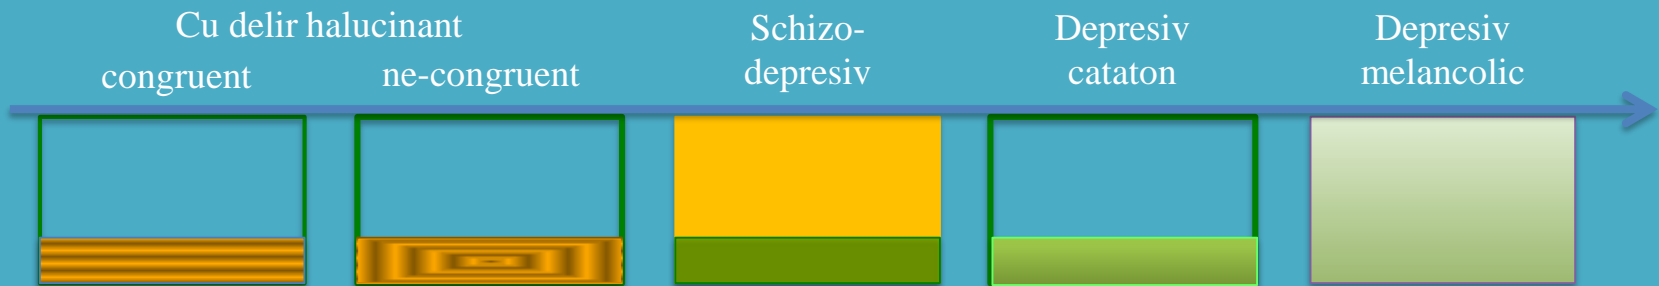 Cu delir halucinant
congruent
ne-congruent
Schizo-
depresiv
Depresiv
cataton
Depresiv
melancolic